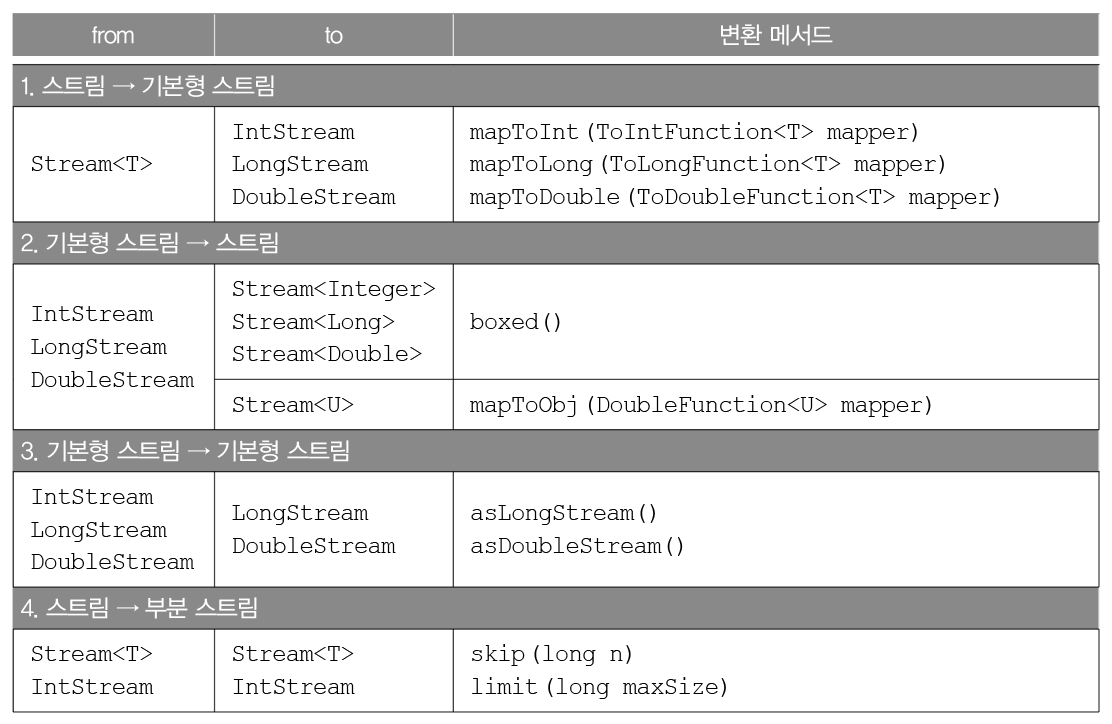 from to 변환 메서드
1. 스트림 → 기본형 스트림
Stream<T>
IntStream
LongStream
DoubleStream
mapToInt(ToIntFunction<T> mapper)
mapToLong(ToLongFunction<T> mapper)
mapToDouble(ToDoubleFunction<T> mapper)
2. 기본형 스트림 → 스트림
IntStream
LongStream
DoubleStream
Stream<Integer>
Stream<Long>
Stream<Double>
boxed()
Stream<U>
mapToObj(DoubleFunction<U> mapper)
3. 기본형 스트림 → 기본형 스트림
IntStream
LongStream
DoubleStream
LongStream
DoubleStream
asLongStream()
asDoubleStream()
4. 스트림 → 부분 스트림
Stream<T>
IntStream
Stream<T>
IntStream
skip(long n)
limit(long maxSize)